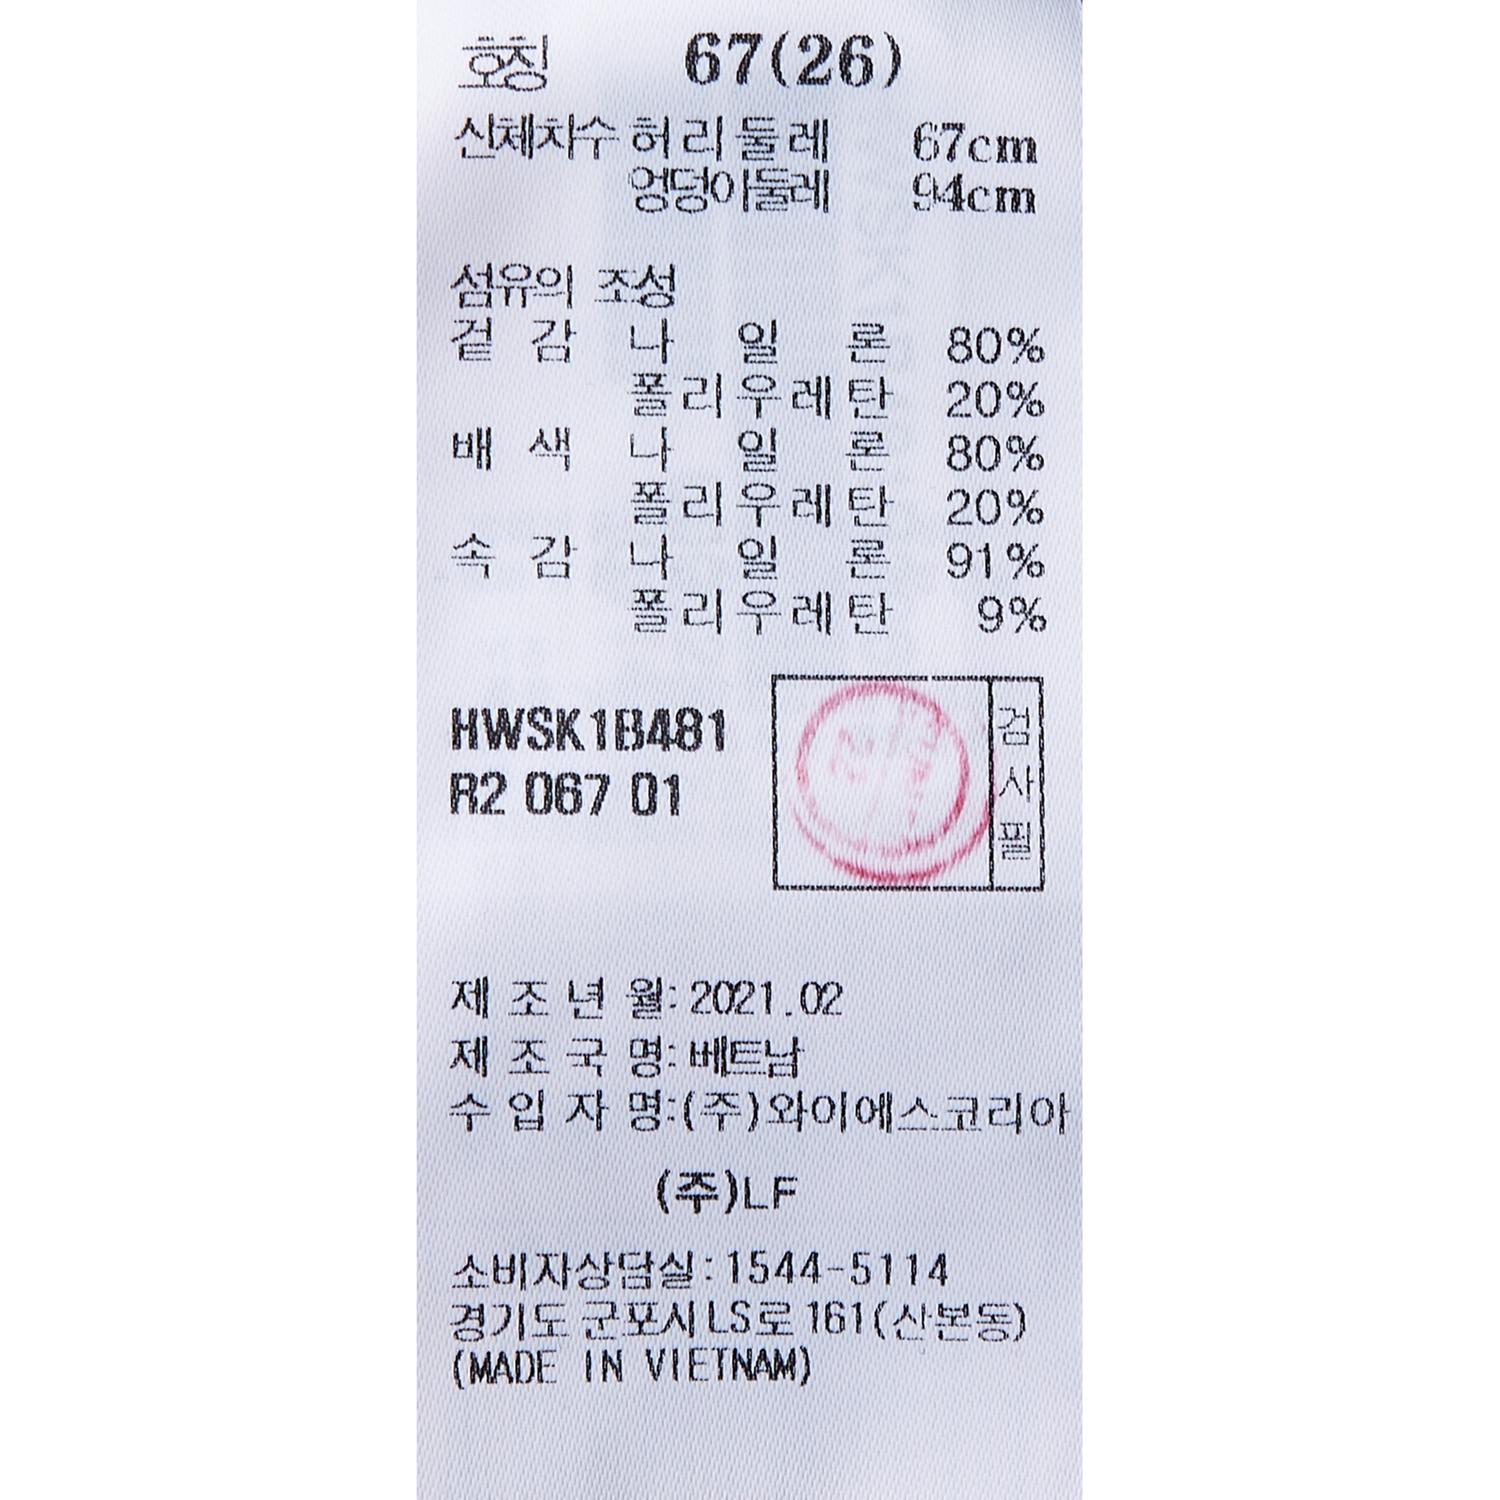 호칭 67(26)
신체치수 허리둘레 67cm
엉덩이둘레 94cm
섬유의 조성
겉감 나일론 80%
폴리우레탄 20%
배색 나일론 80%
폴리우레탄 20%
속감 나일론 91%
폴리우레탄 9%
HWSK1B481
R2 067 01
검사필
제조년월: 2021.02
제조국명: 베트남
수입자명:(주)와이에스코리아
(주)LF
소비자상담실:1544-5114
경기도 군포시 LS로 161(산본동)
(MADE IN VIETNAM)